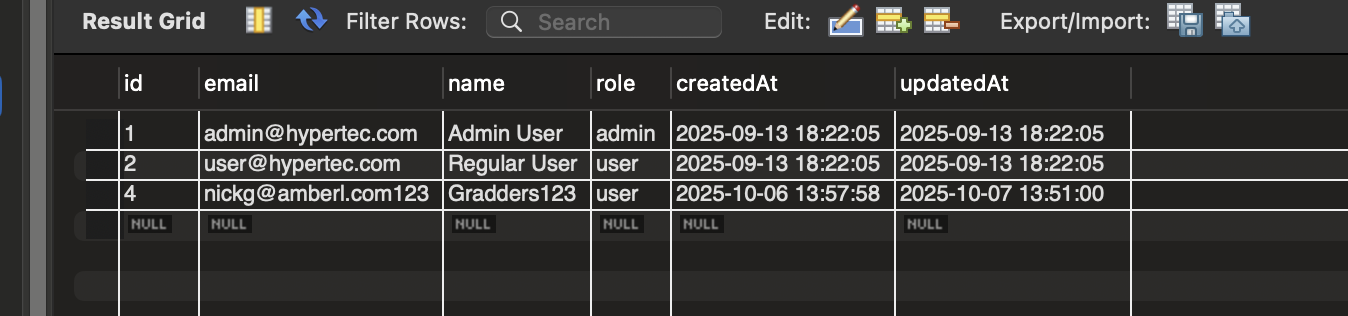 Result Grid Filter Rows: Search Edit: Export/Import:
id email name role createdAt updatedAt
1 admin@hypertec.com Admin User admin 2025-09-13 18:22:05 2025-09-13 18:22:05
2 user@hypertec.com Regular User user 2025-09-13 18:22:05 2025-09-13 18:22:05
4 nickg@amberl.com123 Gradders123 user 2025-10-06 13:57:58 2025-10-07 13:51:00
NULL NULL NULL NULL NULL NULL